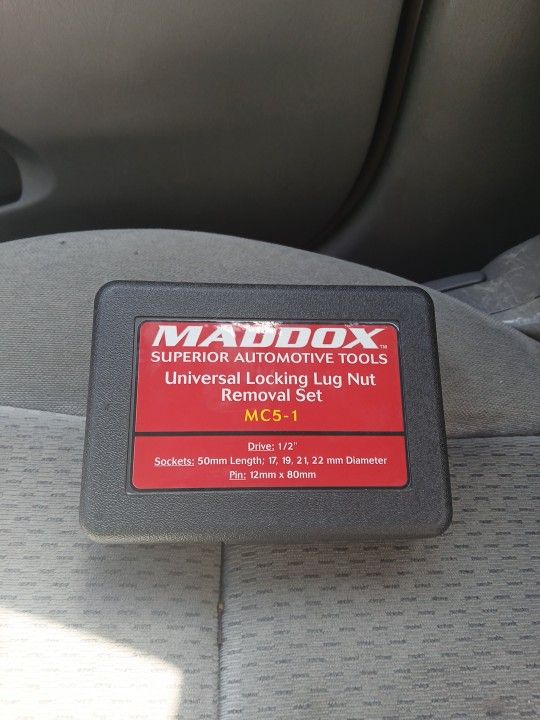 MADDOX™
SUPERIOR AUTOMOTIVE TOOLS
Universal Locking Lug Nut
Removal Set
MC5-1
Drive: 1/2"
Sockets: 50mm Length; 17, 19, 21, 22 mm Diameter
Pin: 12mm x 80mm